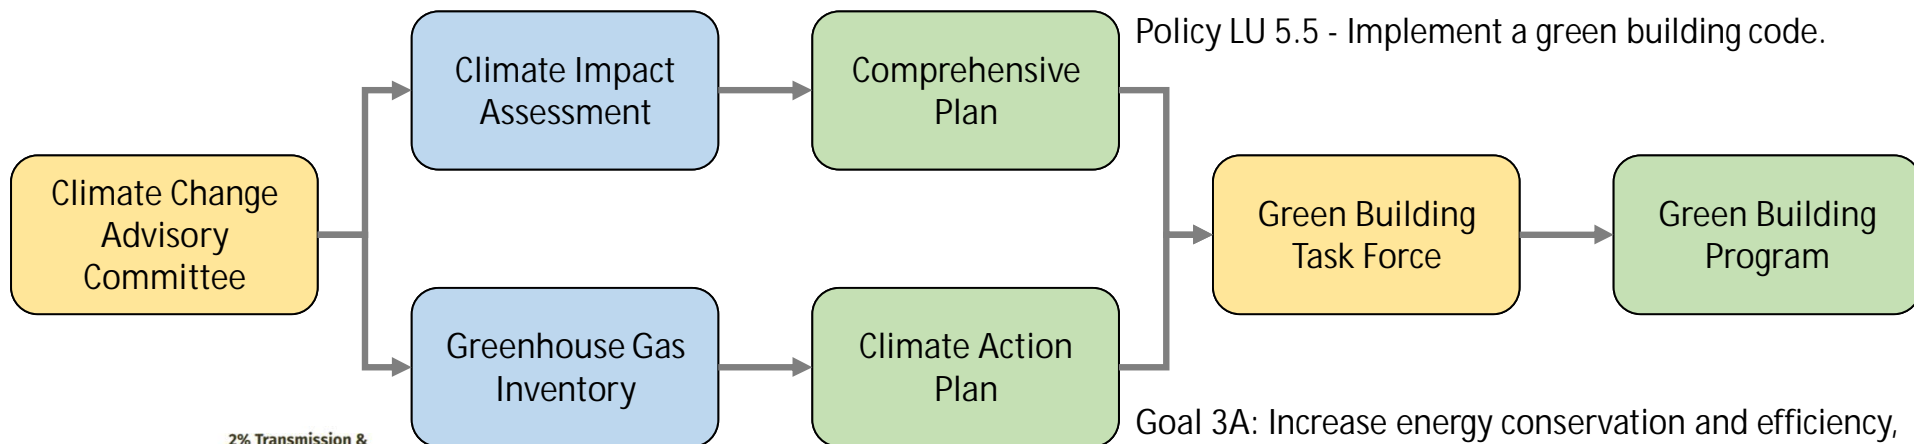 Policy LU 5.5 - Implement a green building code.
Climate Impact
Assessment
Comprehensive
Plan
Climate Change
Advisory
Committee
Green Building
Task Force
Green Building
Program
Greenhouse Gas
Inventory
Climate Action
Plan
Goal 3A: Increase energy conservation and efficiency,
2% Transmission &